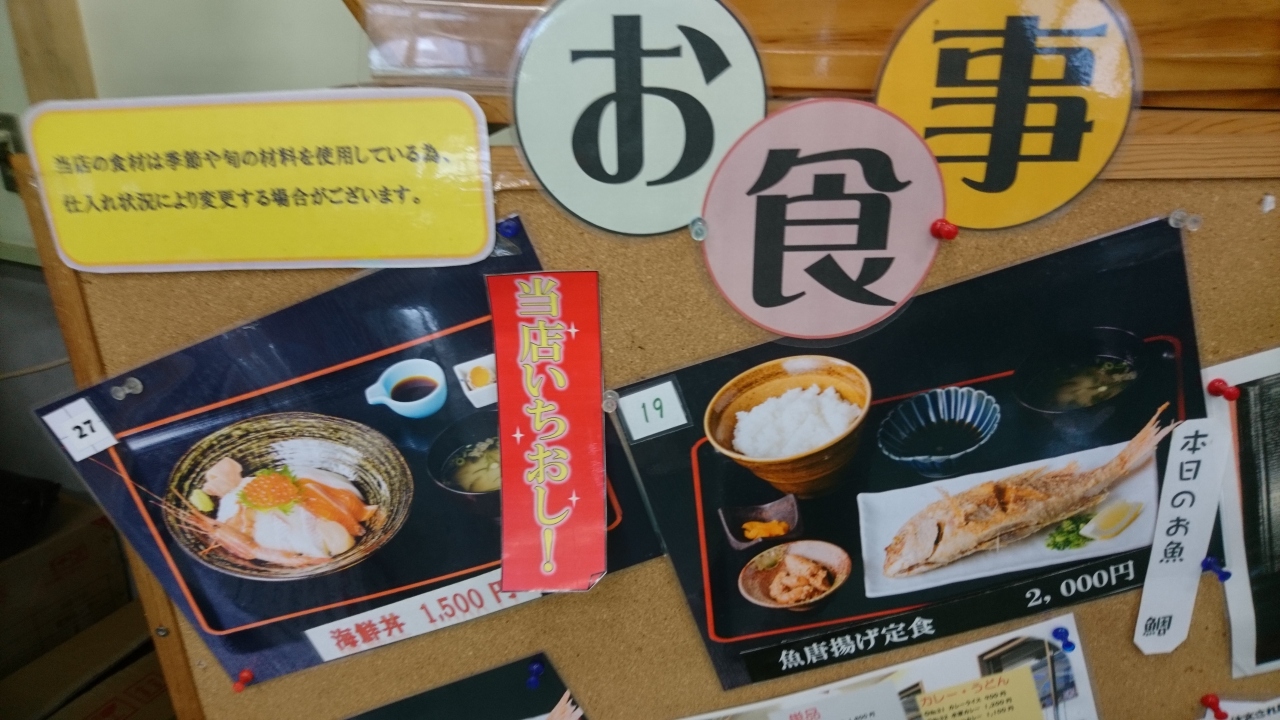 お食事
当店の食材は季節や旬の材料を使用している為、
仕入れ状況により変更する場合がございます。
27
当店いちおし!
海鮮丼 1,500円
19
魚唐揚げ定食
2,000円
本日のお魚
カレー・うどん
単品